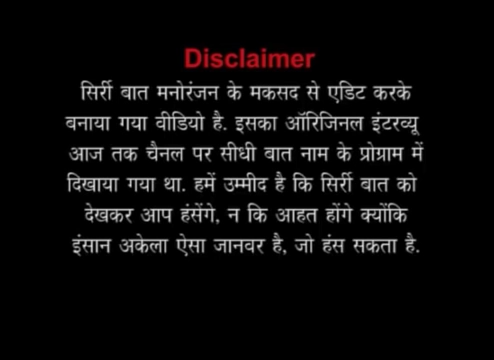 Disclaimer
सिर्री बात मनोरंजन के मकसद से एडिट करके
बनाया गया वीडियो है. इसका ऑरिजिनल इंटरव्यू
आज तक चैनल पर सीधी बात नाम के प्रोग्राम में
दिखाया गया था. हमें उम्मीद है कि सिर्री बात को
देखकर आप हंसेंगे, न कि आहत होंगे क्योंकि
इंसान अकेला ऐसा जानवर है, जो हंस सकता है.